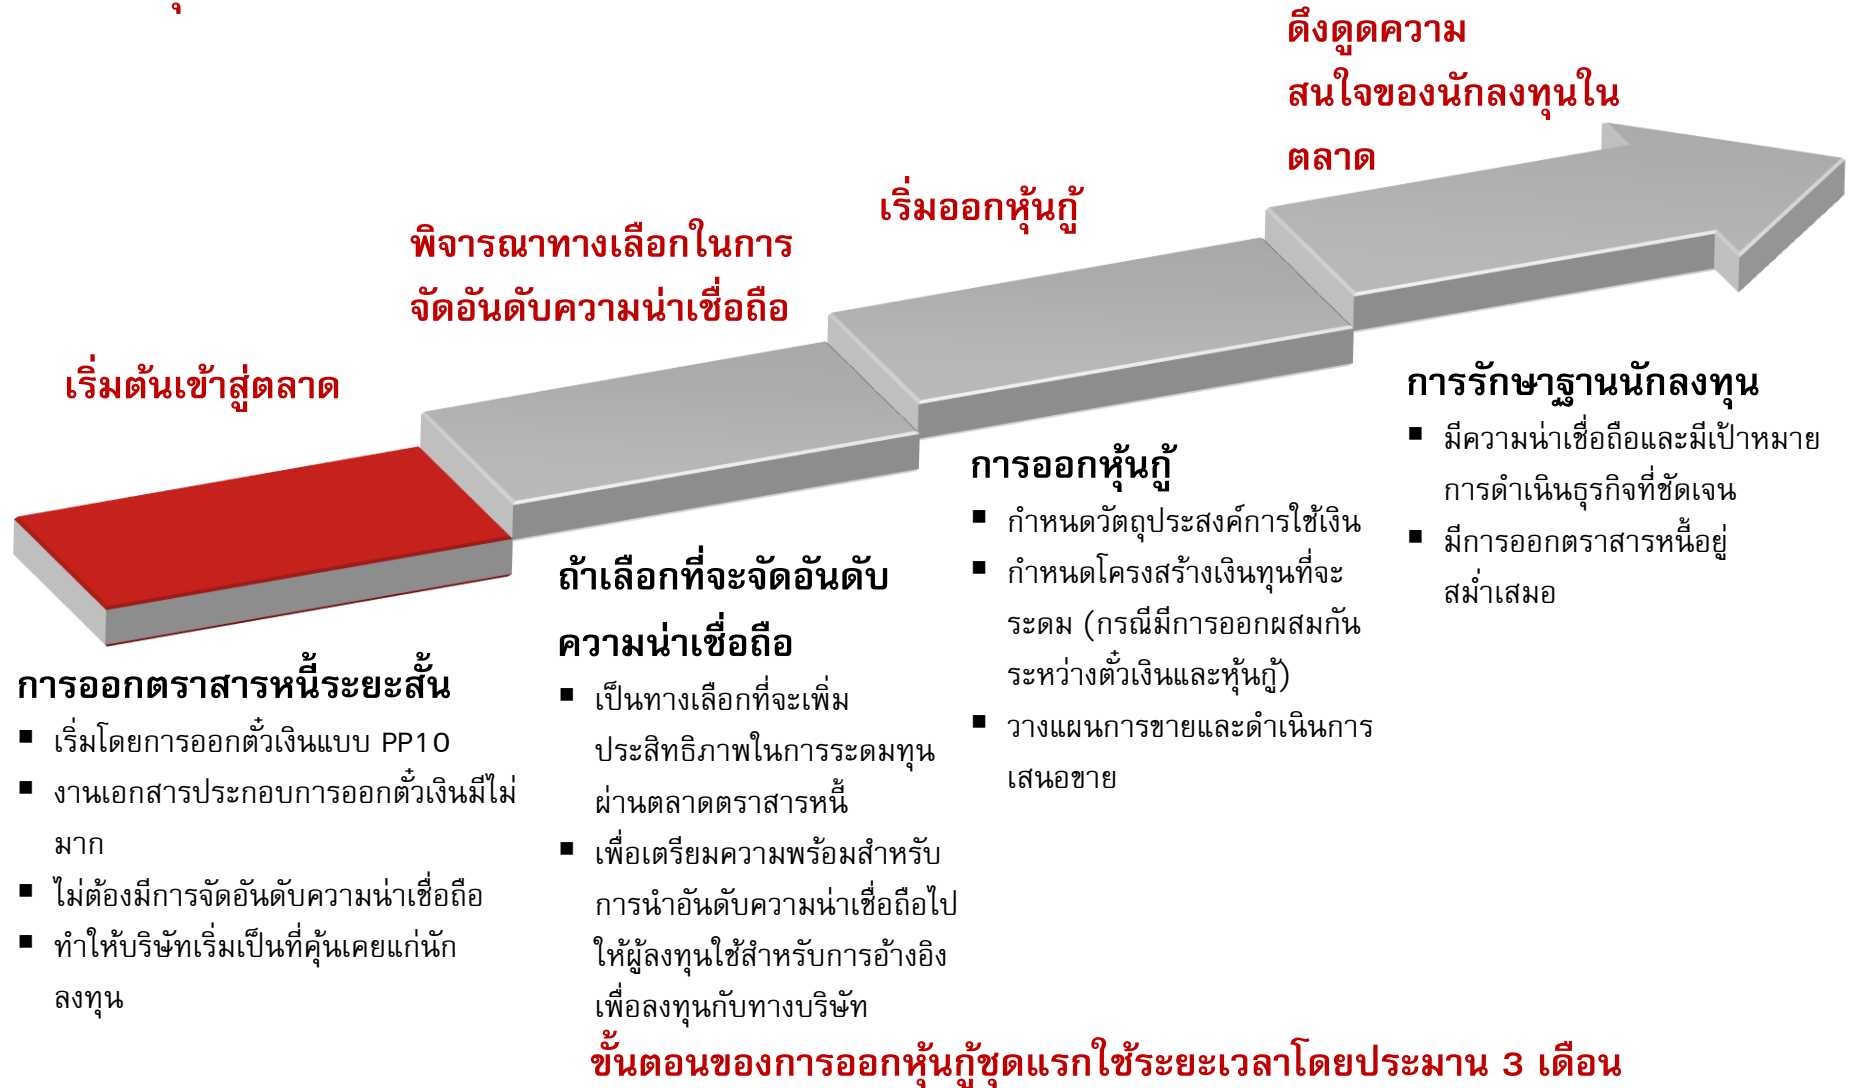 เริ่มต้นเข้าสู่ตลาด
การออกตราสารหนี้ระยะสั้น
▪ เริ่มโดยการออกตั๋วเงินแบบ PP10
▪ งานเอกสารประกอบการออกตั๋วเงินมีไม่
มาก
▪ ไม่ต้องมีการจัดอันดับความน่าเชื่อถือ
▪ ทำให้บริษัทเริ่มเป็นที่คุ้นเคยแก่นัก
ลงทุน
พิจารณาทางเลือกในการ
จัดอันดับความน่าเชื่อถือ
ถ้าเลือกที่จะจัดอันดับ
ความน่าเชื่อถือ
▪ เป็นทางเลือกที่จะเพิ่ม
ประสิทธิภาพในการระดมทุน
ผ่านตลาดตราสารหนี้
▪ เพื่อเตรียมความพร้อมสำหรับ
การนำอันดับความน่าเชื่อถือไป
ให้ผู้ลงทุนใช้สำหรับการอ้างอิง
เพื่อลงทุนกับทางบริษัท
เริ่มออกหุ้นกู้
การออกหุ้นกู้
▪ กำหนดวัตถุประสงค์การใช้เงิน
▪ กำหนดโครงสร้างเงินทุนที่จะ
ระดม (กรณีมีการออกผสมกัน
ระหว่างตั๋วเงินและหุ้นกู้)
▪ วางแผนการขายและดำเนินการ
เสนอขาย
ดึงดูดความ
สนใจของนักลงทุนใน
ตลาด
การรักษาฐานนักลงทุน
▪ มีความน่าเชื่อถือและมีเป้าหมาย
การดำเนินธุรกิจที่ชัดเจน
▪ มีการออกตราสารหนี้อยู่
สม่ำเสมอ
ขั้นตอนของการออกหุ้นกู้ชุดแรกใช้ระยะเวลาโดยประมาน 3 เดือน